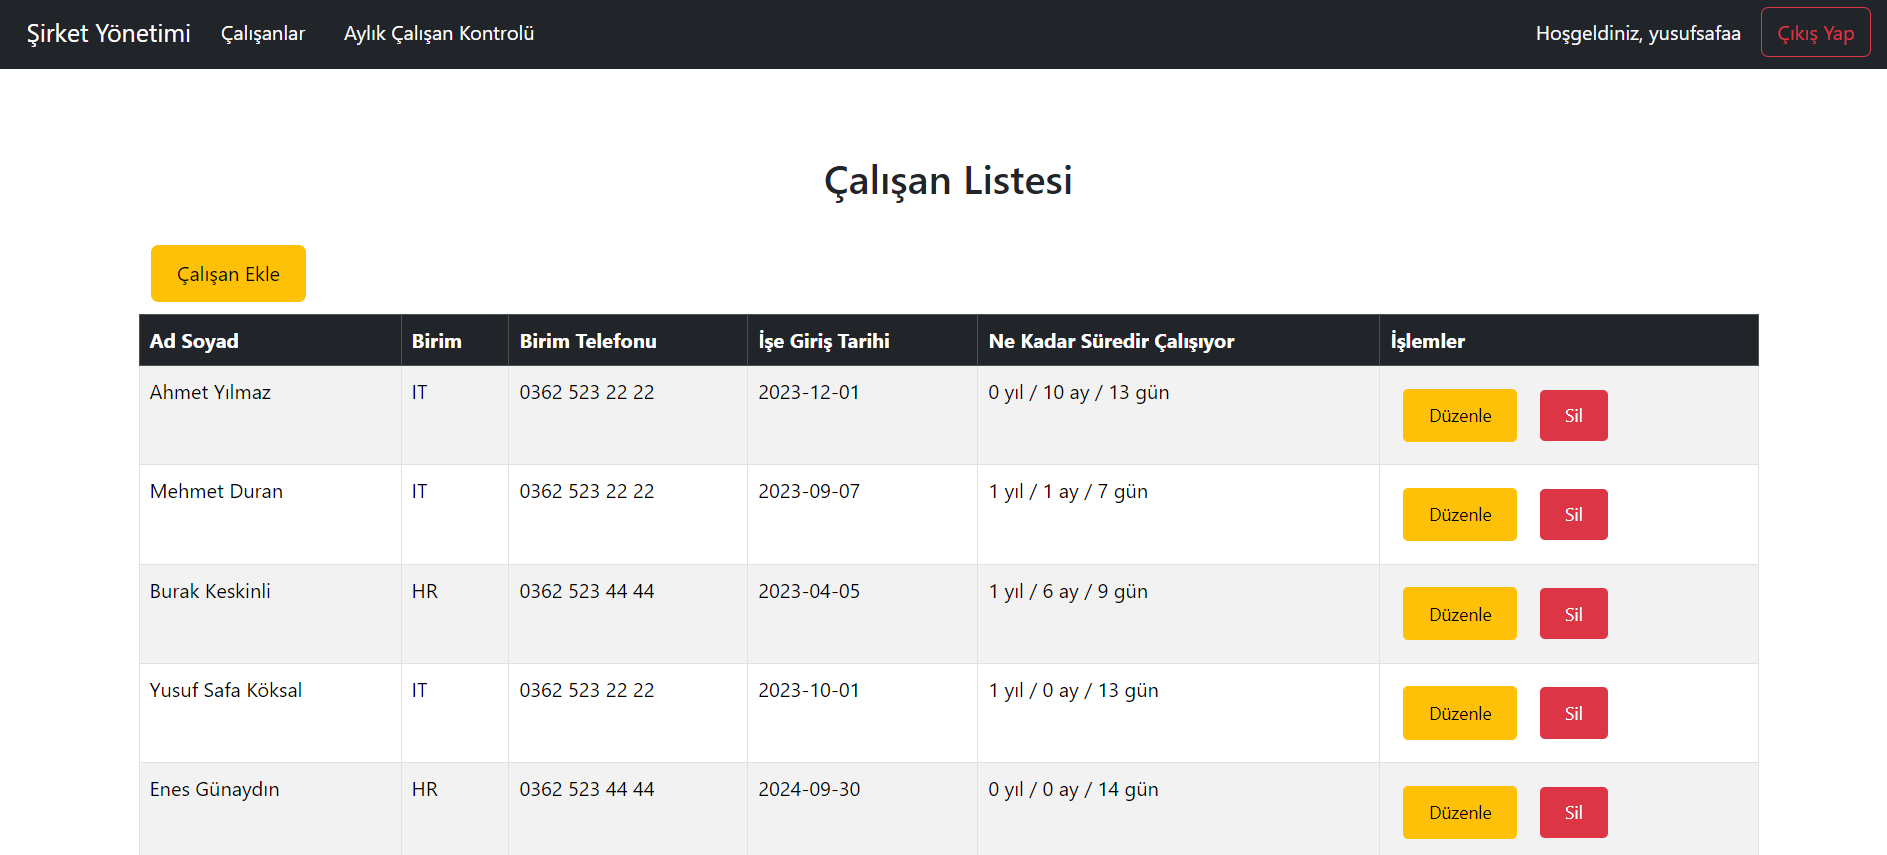 Şirket Yönetimi Çalışanlar Aylık Çalışan Kontrolü Hoşgeldiniz, yusufsafaa Çıkış Yap
Çalışan Listesi
Çalışan Ekle
Ad Soyad Birim Birim Telefonu İşe Giriş Tarihi Ne Kadar Süredir Çalışıyor İşlemler
Ahmet Yılmaz IT 0362 523 22 22 2023-12-01 0 yıl / 10 ay / 13 gün Düzenle Sil
Mehmet Duran IT 0362 523 22 22 2023-09-07 1 yıl / 1 ay / 7 gün Düzenle Sil
Burak Keskinli HR 0362 523 44 44 2023-04-05 1 yıl / 6 ay / 9 gün Düzenle Sil
Yusuf Safa Köksal IT 0362 523 22 22 2023-10-01 1 yıl / 0 ay / 13 gün Düzenle Sil
Enes Günaydın HR 0362 523 44 44 2024-09-30 0 yıl / 0 ay / 14 gün Düzenle Sil